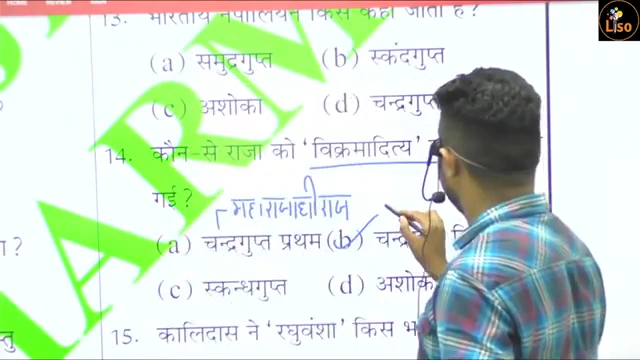 Liso
13. भारतीय नेपोलियन किसे कहा जाता है ?
(a) समुद्रगुप्त (b) स्कंदगुप्त
(c) अशोका (d) चन्द्रगुप्त
14. कौन-से राजा को 'विक्रमादित्य'
गई ?
महाराजाधीराज
(a) चन्द्रगुप्त प्रथम (b)
(c) स्कन्धगुप्त (d) अशोक
15. कालिदास ने 'रघुवंशा' किस